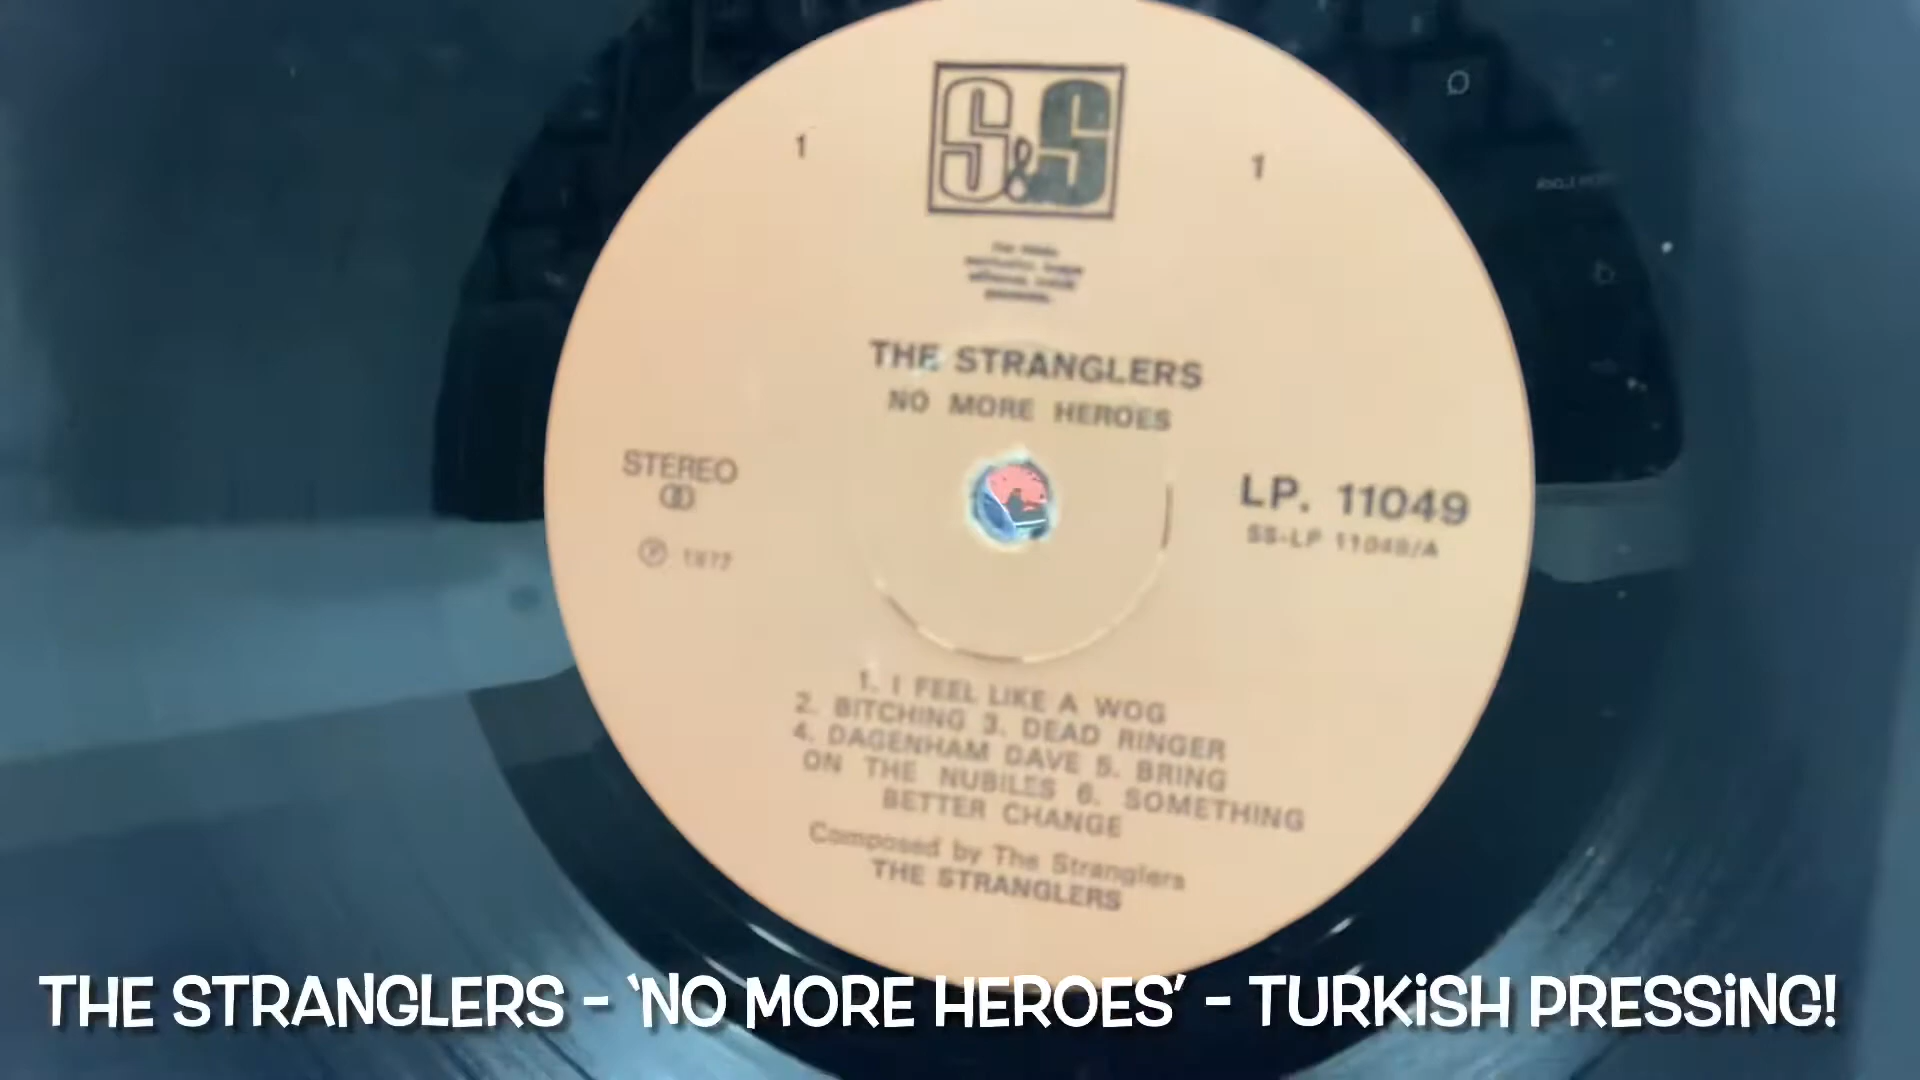 S&S
1
1
THE STRANGLERS
NO MORE HEROES
STEREO
℗ 1977
LP. 11049
SS-LP 11049/A
1. I FEEL LIKE A WOG
2. BITCHING 3. DEAD RINGER
4. DAGENHAM DAVE 5. BRING
ON THE NUBILES 6. SOMETHING
BETTER CHANGE
Composed by The Stranglers
THE STRANGLERS
THE STRANGLERS – ‘NO MORE HEROES’ – TURKiSH PRESSiNG!